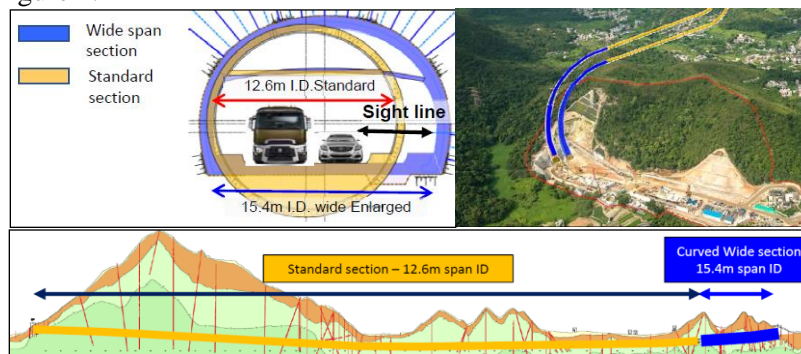 Wide span
section
Standard
section
12.6m I.D.Standard
Sight line
15.4m I.D. wide Enlarged
Standard section – 12.6m span ID
Curved Wide section
15.4m span ID